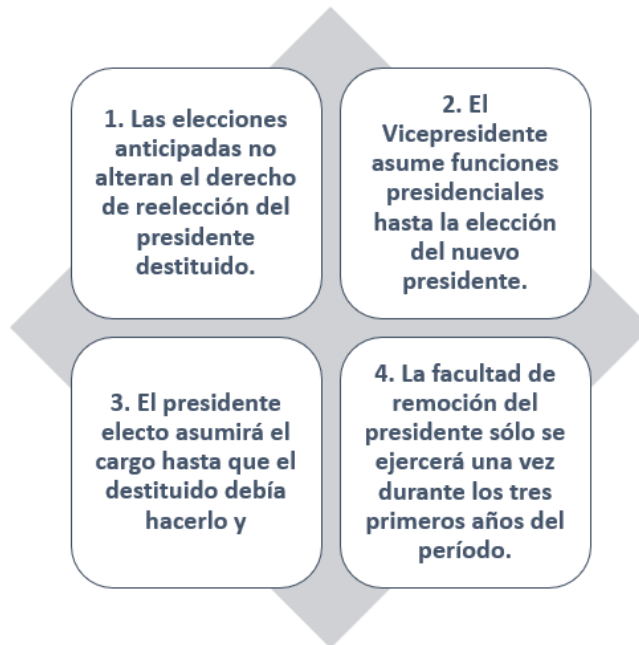 1. Las elecciones
anticipadas no
alteran el derecho
de reelección del
presidente
destituido.
2. El
Vicepresidente
asume funciones
presidenciales
hasta la elección
del nuevo
presidente.
3. El presidente
electo asumirá el
cargo hasta que el
destituido debía
hacerlo y
4. La facultad de
remoción del
presidente sólo se
ejercerá una vez
durante los tres
primeros años del
período.